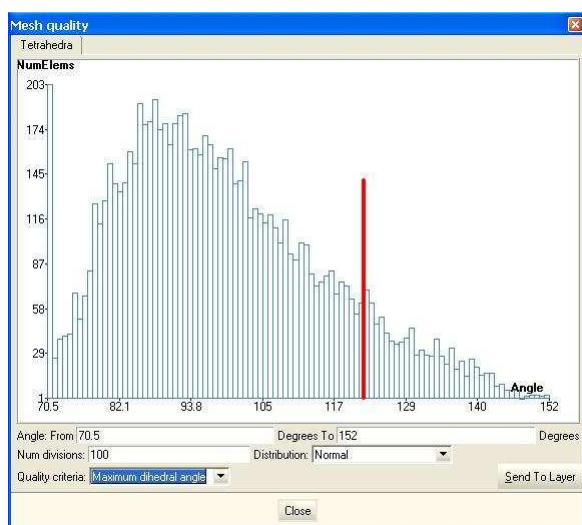 Mesh quality
Tetrahedra
NumElems
203
174
145
116
87
58
29
1
Angle
70.5 82.1 93.8 105 117 129 140 152
Angle: From 70.5 Degrees To 152 Degrees
Num divisions: 100 Distribution: Normal
Quality criteria: Maximum dihedral angle Send To Layer
Close